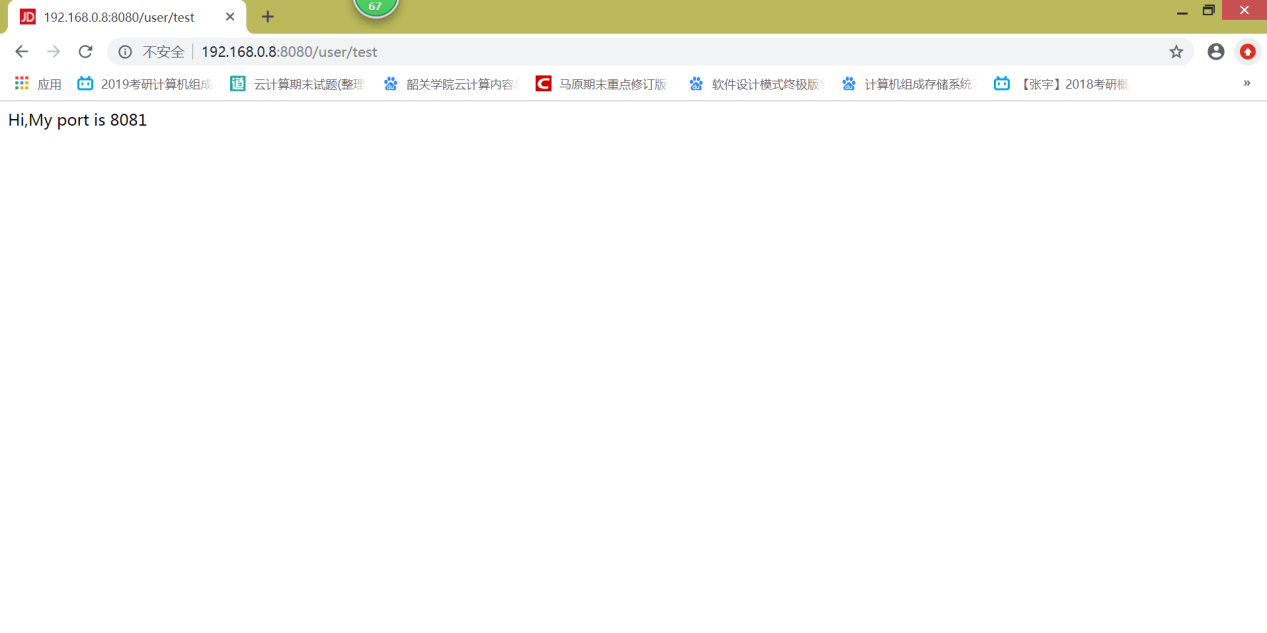 67
JD 192.168.0.8:8080/user/test
不安全 192.168.0.8:8080/user/test
应用 2019考研计算机组成 云计算期末试题(整理 韶关学院云计算内容 马原期末重点修订版 软件设计模式终极版 计算机组成存储系统 【张宇】2018考研概 »
Hi,My port is 8081